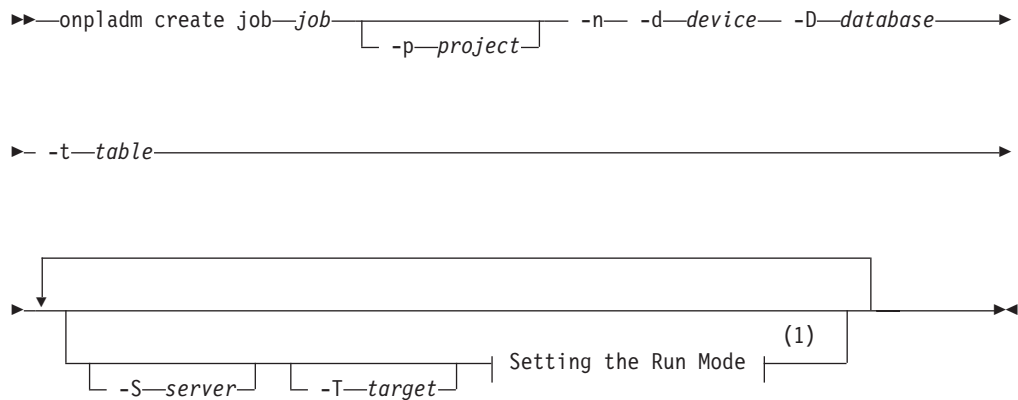 onpladm create job job -n -d device -D database
-p project
-t table
(1)
Setting the Run Mode
-S server -T target